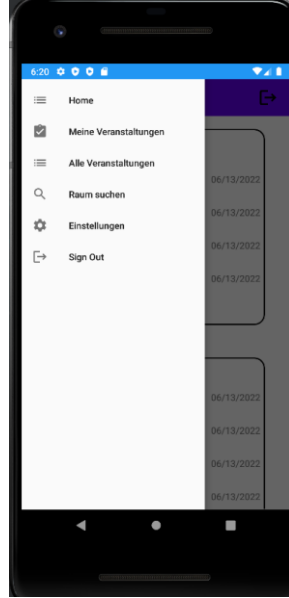 6:20
Home
Meine Veranstaltungen
Alle Veranstaltungen
Raum suchen
Einstellungen
Sign Out
06/13/2022
06/13/2022
06/13/2022
06/13/2022
06/13/2022
06/13/2022
06/13/2022
06/13/2022